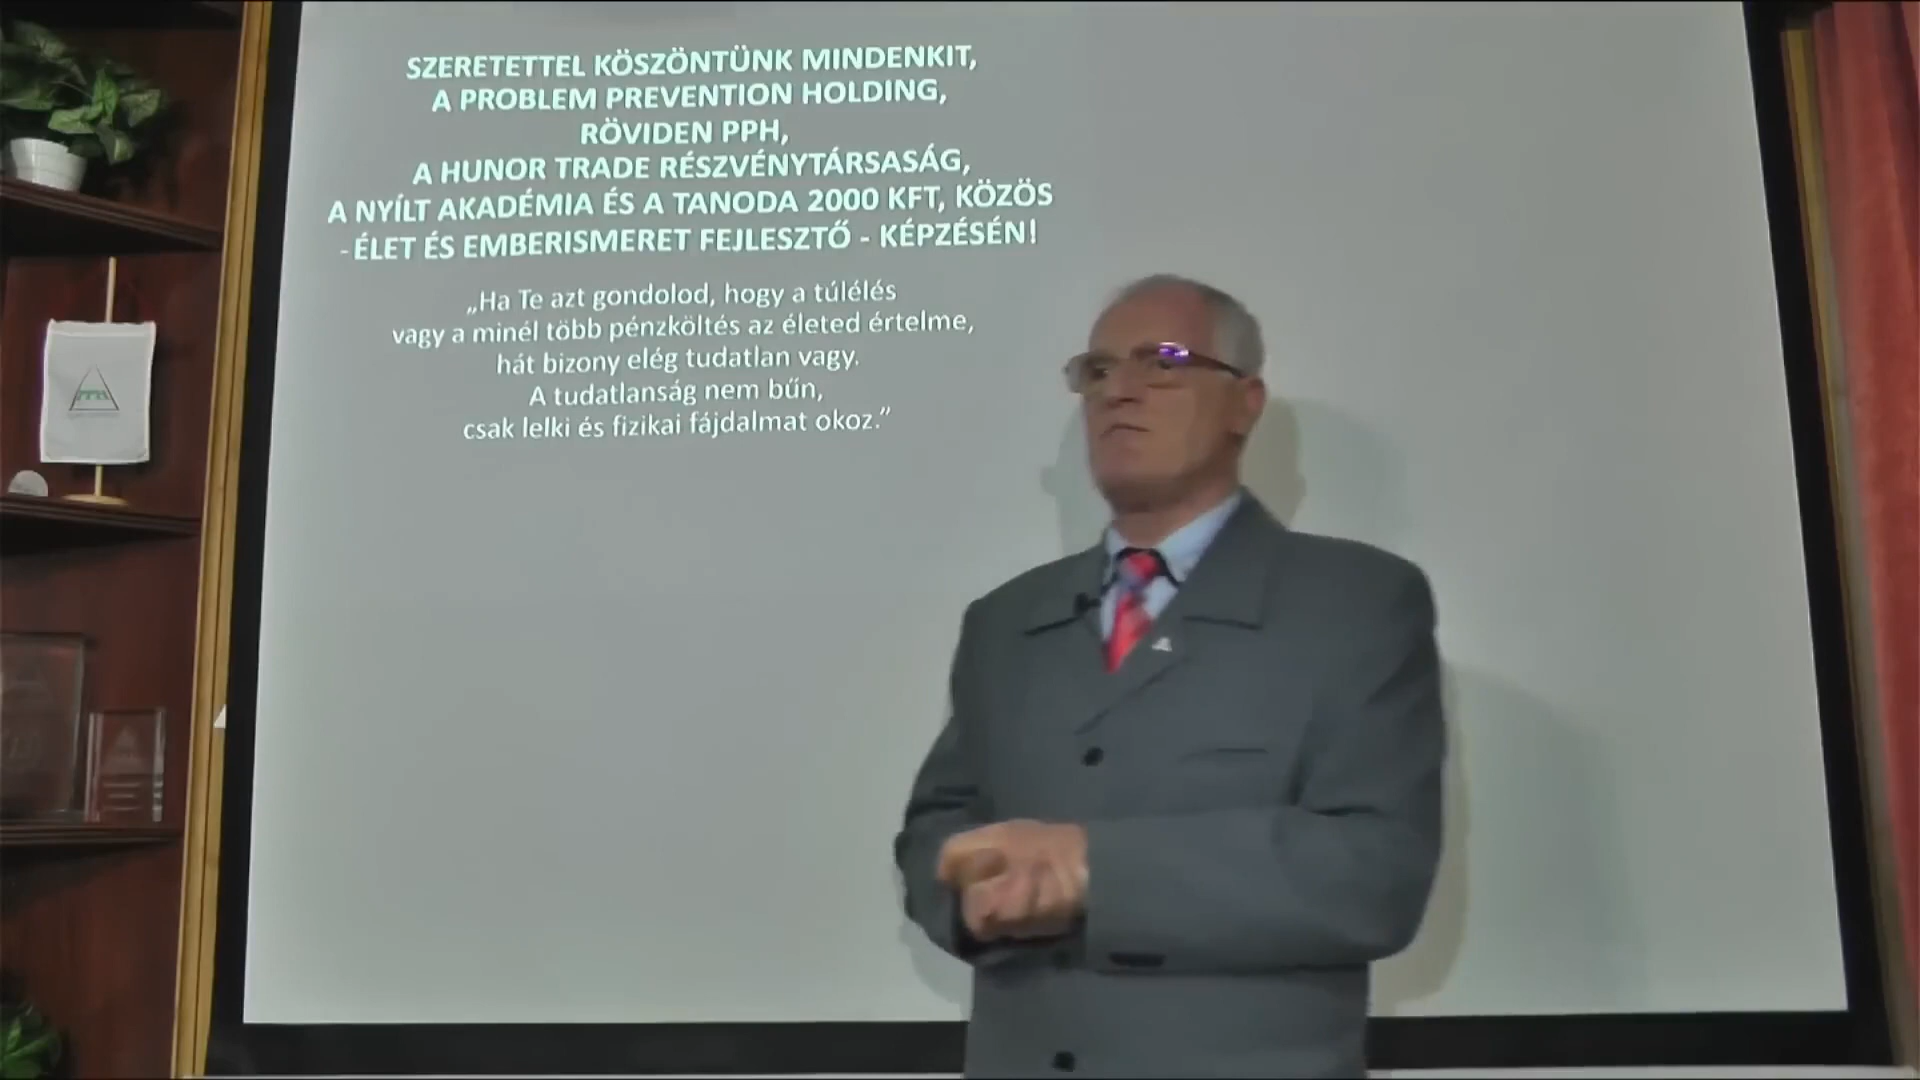 SZERETETTEL KÖSZÖNTÜNK MINDENKIT,
A PROBLEM PREVENTION HOLDING,
RÖVIDEN PPH,
A HUNOR TRADE RÉSZVÉNYTÁRSASÁG,
A NYÍLT AKADÉMIA ÉS A TANODA 2000 KFT, KÖZÖS
- ÉLET ÉS EMBERISMERET FEJLESZTŐ - KÉPZÉSÉN!
„Ha Te azt gondolod, hogy a túlélés
vagy a minél több pénzköltés az életed értelme,
hát bizony elég tudatlan vagy.
A tudatlanság nem bűn,
csak lelki és fizikai fájdalmat okoz.”